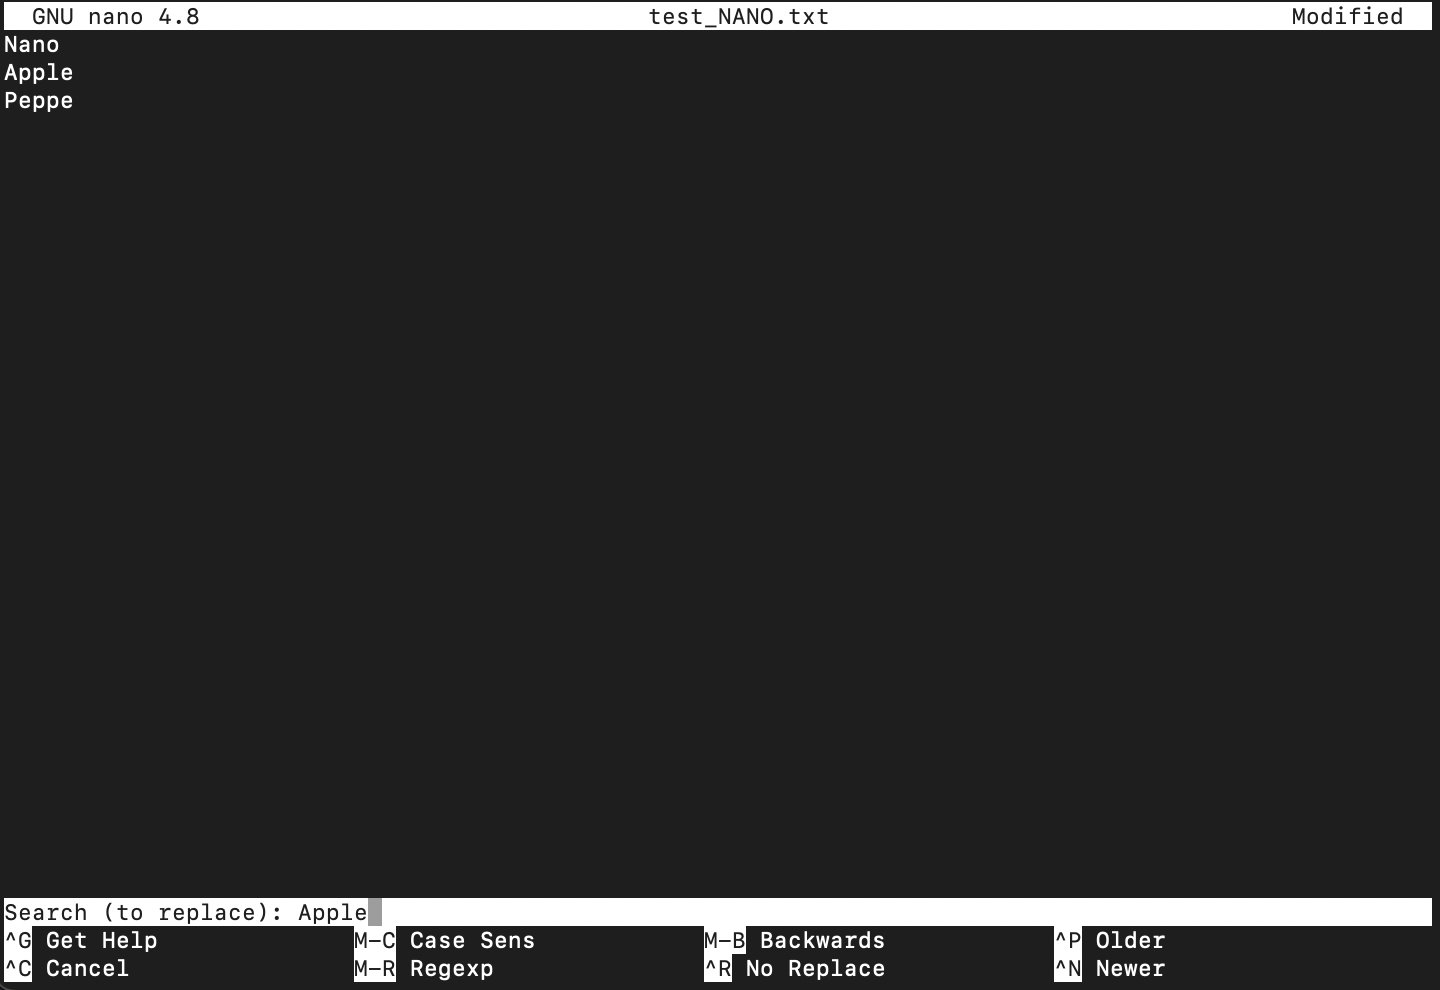 GNU nano 4.8 test_NANO.txt Modified
Nano
Apple
Peppe
Search (to replace): Apple
^G Get Help M-C Case Sens M-B Backwards ^P Older
^C Cancel M-R Regexp ^R No Replace ^N Newer